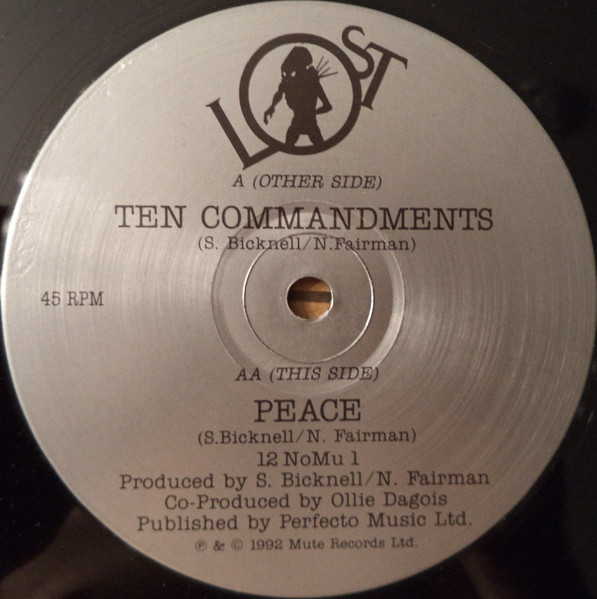 LOST
A (OTHER SIDE)
TEN COMMANDMENTS
(S. Bicknell/N.Fairman)
45 RPM
AA (THIS SIDE)
PEACE
(S.Bicknell/N. Fairman)
12 NoMu 1
Produced by S. Bicknell/N. Fairman
Co-Produced by Ollie Dagois
Published by Perfecto Music Ltd.
℗ & © 1992 Mute Records Ltd.